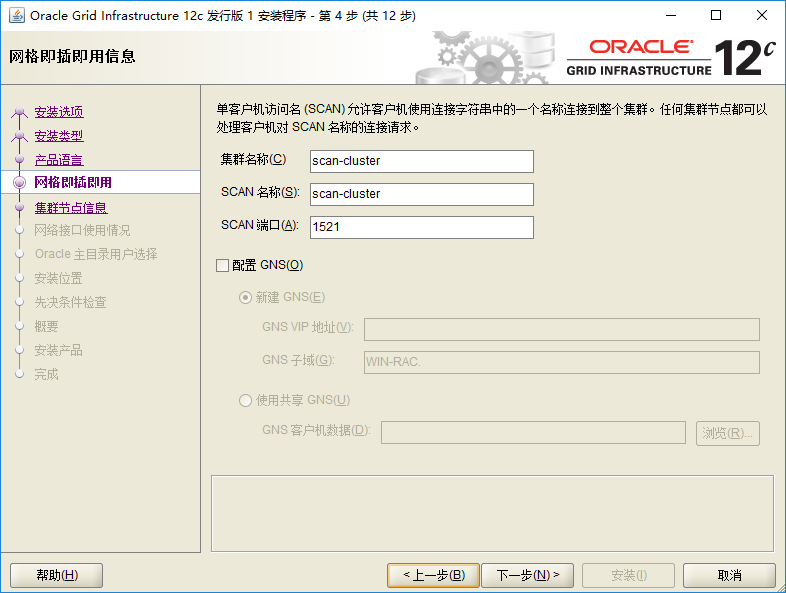 Oracle Grid Infrastructure 12c 发行版 1 安装程序 - 第 4 步 (共 12 步)
网格即插即用信息
ORACLE
GRID INFRASTRUCTURE
12c
安装选项
安装类型
产品语言
网格即插即用
集群节点信息
网络接口使用情况
Oracle 主目录用户选择
安装位置
先决条件检查
概要
安装产品
完成
单客户机访问名 (SCAN) 允许客户机使用连接字符串中的一个名称连接到整个集群。任何集群节点都可以
处理客户机对 SCAN 名称的连接请求。
集群名称(C) scan-cluster
SCAN 名称(S): scan-cluster
SCAN 端口(A): 1521
配置 GNS(O)
新建 GNS(E)
GNS VIP 地址(V):
GNS 子域(G): WIN-RAC.
使用共享 GNS(U)
GNS 客户机数据(D): 浏览(R)...
帮助(H) < 上一步(B) 下一步(N) > 安装(I) 取消